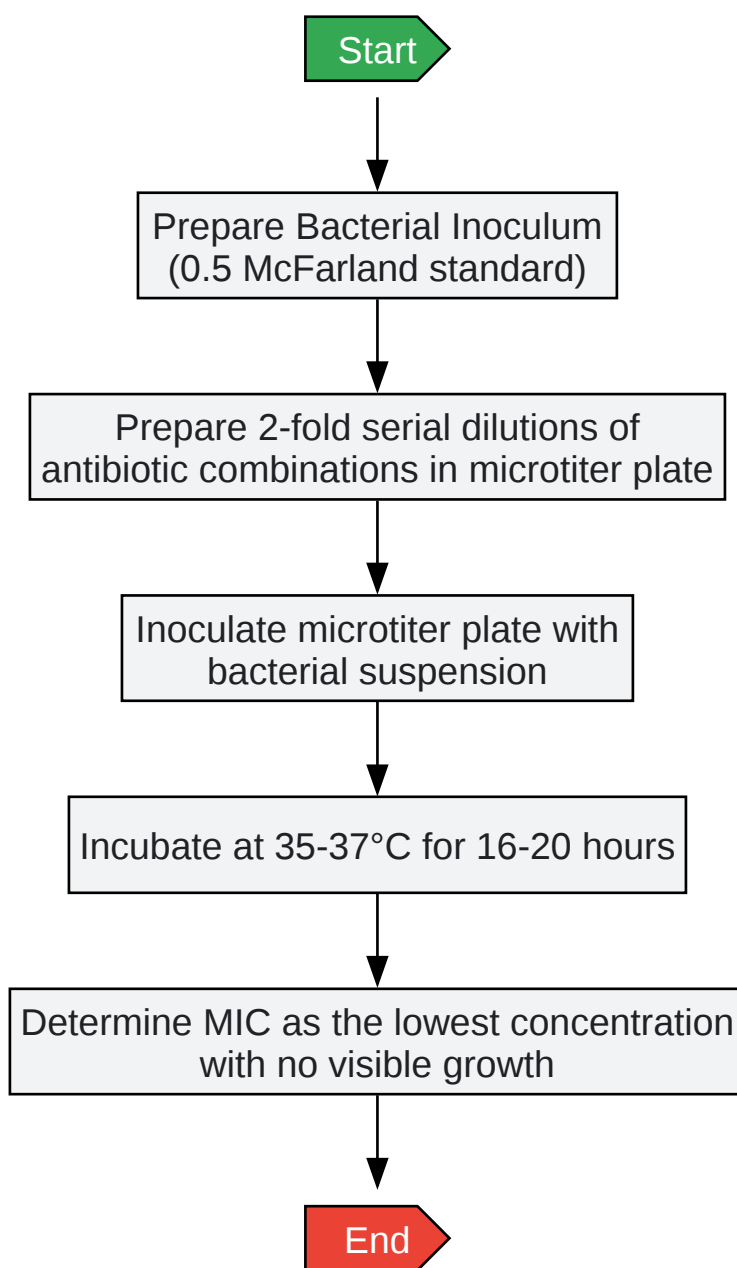 Start
Prepare Bacterial Inoculum
(0.5 McFarland standard)
Prepare 2-fold serial dilutions of
antibiotic combinations in microtiter plate
Inoculate microtiter plate with
bacterial suspension
Incubate at 35-37°C for 16-20 hours
Determine MIC as the lowest concentration
with no visible growth
End